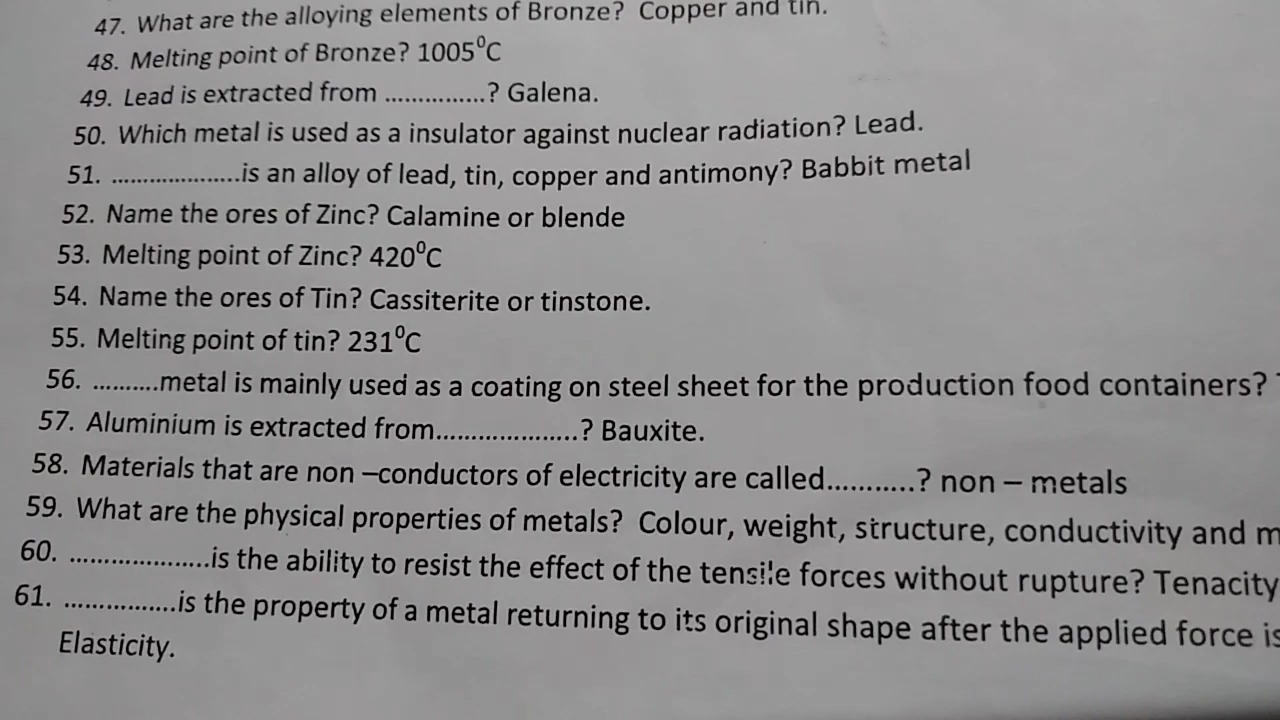 47. What are the alloying elements of Bronze? Copper and tin.
48. Melting point of Bronze? 1005⁰C
49. Lead is extracted from ...............? Galena.
50. Which metal is used as a insulator against nuclear radiation? Lead.
51. ....................is an alloy of lead, tin, copper and antimony? Babbit metal
52. Name the ores of Zinc? Calamine or blende
53. Melting point of Zinc? 420⁰C
54. Name the ores of Tin? Cassiterite or tinstone.
55. Melting point of tin? 231⁰C
56. ..........metal is mainly used as a coating on steel sheet for the production food containers?
57. Aluminium is extracted from.....................? Bauxite.
58. Materials that are non –conductors of electricity are called............? non – metals
59. What are the physical properties of metals? Colour, weight, structure, conductivity and
60. .....................is the ability to resist the effect of the tensile forces without rupture? Tenacity
61. .................is the property of a metal returning to its original shape after the applied force is
Elasticity.